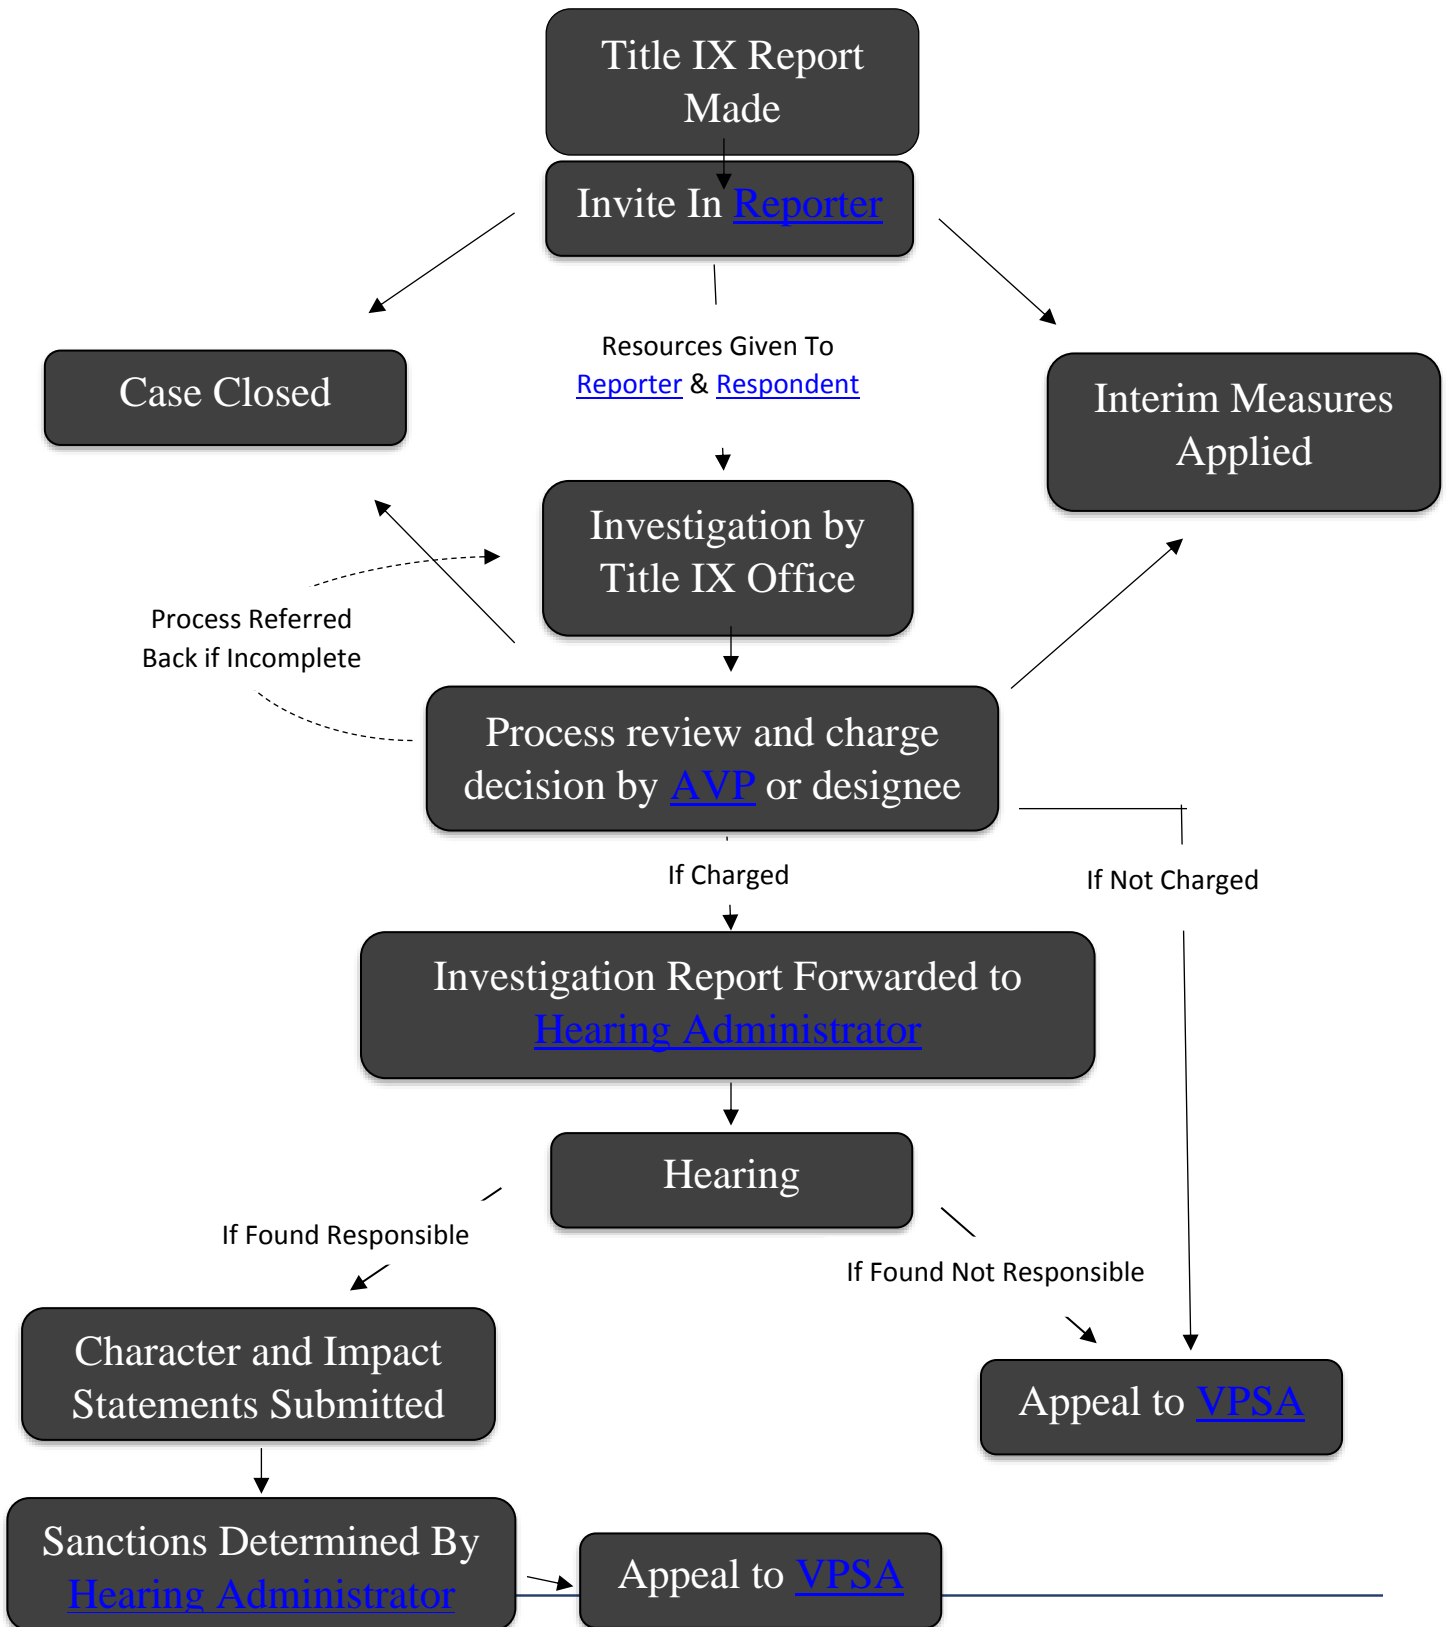 Title IX Report
Made
Invite In Reporter
Resources Given To
Reporter & Respondent
Case Closed
Interim Measures
Applied
Investigation by
Title IX Office
Process Referred
Back if Incomplete
Process review and charge
decision by AVP or designee
If Charged
If Not Charged
Investigation Report Forwarded to
Hearing Administrator
Hearing
If Found Responsible
If Found Not Responsible
Character and Impact
Statements Submitted
Appeal to VPSA
Sanctions Determined By
Hearing Administrator
Appeal to VPSA